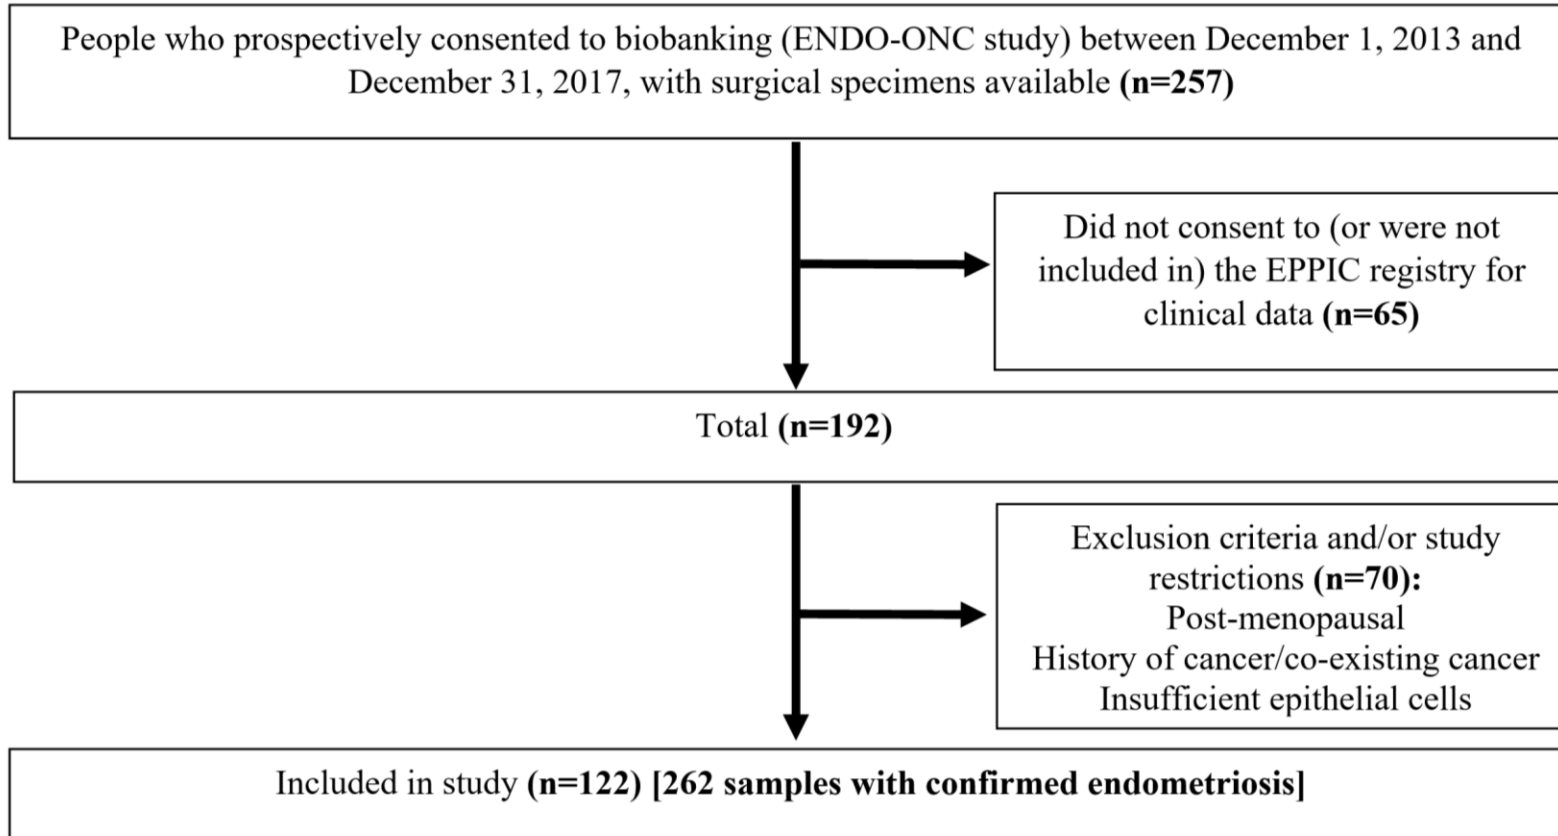 People who prospectively consented to biobanking (ENDO-ONC study) between December 1, 2013 and
December 31, 2017, with surgical specimens available (n=257)
Did not consent to (or were not
included in) the EPPIC registry for
clinical data (n=65)
Total (n=192)
Exclusion criteria and/or study
restrictions (n=70):
Post-menopausal
History of cancer/co-existing cancer
Insufficient epithelial cells
Included in study (n=122) [262 samples with confirmed endometriosis]